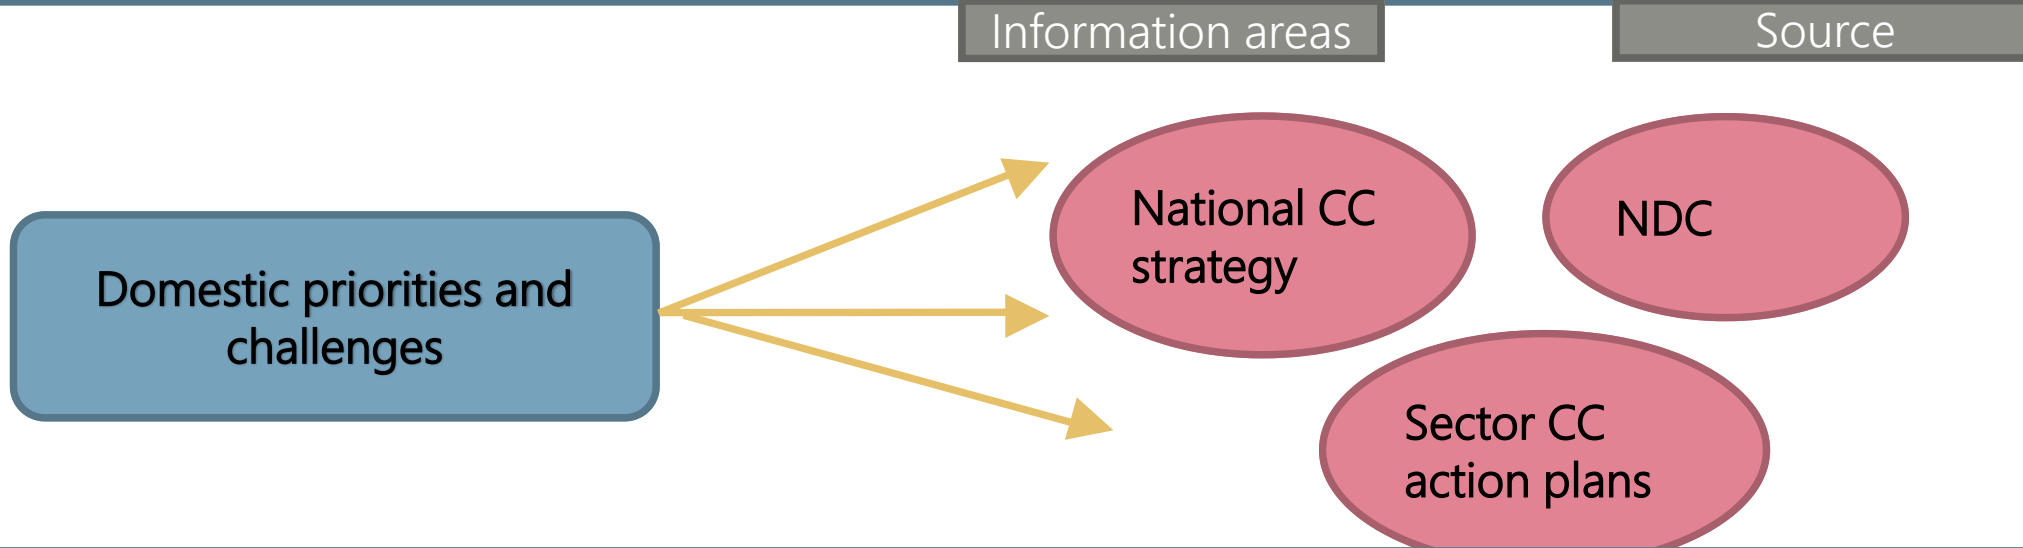 Information areas
Source
National CC
strategy
NDC
Domestic priorities and
challenges
Sector CC
action plans